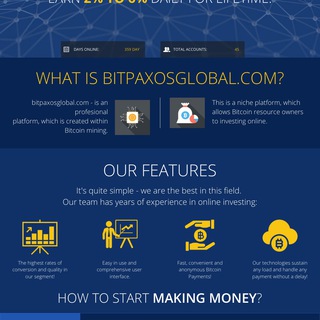 EARN 2% TO 6% DAILY FOR LIFETIME.
DAYS ONLINE:
TOTAL ACCOUNTS:
WHAT IS BITPAXOSGLOBAL.COM?
bitpaxosglobal.com - is an
profesional
platform, which is created within
Bitcoin mining.
This is a niche platform, which
allows Bitcoin resource owners
to investing online.
OUR FEATURES
It's quite simple - we are the best in this field.
Our team has years of experience in online investing:
The highest rates of
conversion and quality in
our segment!
Easy in use and
comprehensive user
interface.
Fast, convenient and
anonymous Bitcoin
Payments!
Our technologies sustain
any load and handle any
payment without a delay!
HOW TO START MAKING MONEY?